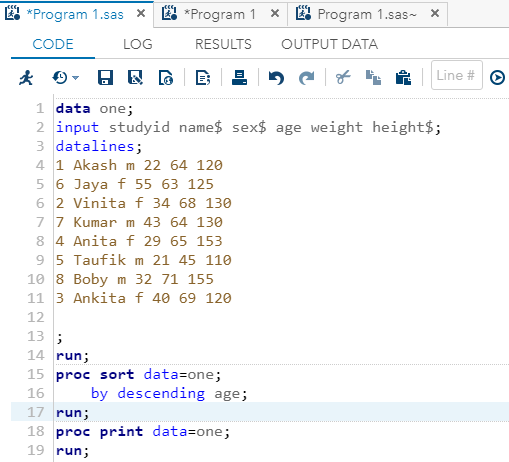 *Program 1.sas × *Program 1 × Program 1.sas~ ×
CODE LOG RESULTS OUTPUT DATA
Line #
1 data one;
2 input studyid name$ sex$ age weight height$;
3 datalines;
4 1 Akash m 22 64 120
5 6 Jaya f 55 63 125
6 2 Vinita f 34 68 130
7 7 Kumar m 43 64 130
8 4 Anita f 29 65 153
9 5 Taufik m 21 45 110
10 8 Boby m 32 71 155
11 3 Ankita f 40 69 120
12
13 ;
14 run;
15 proc sort data=one;
16 by descending age;
17 run;
18 proc print data=one;
19 run;